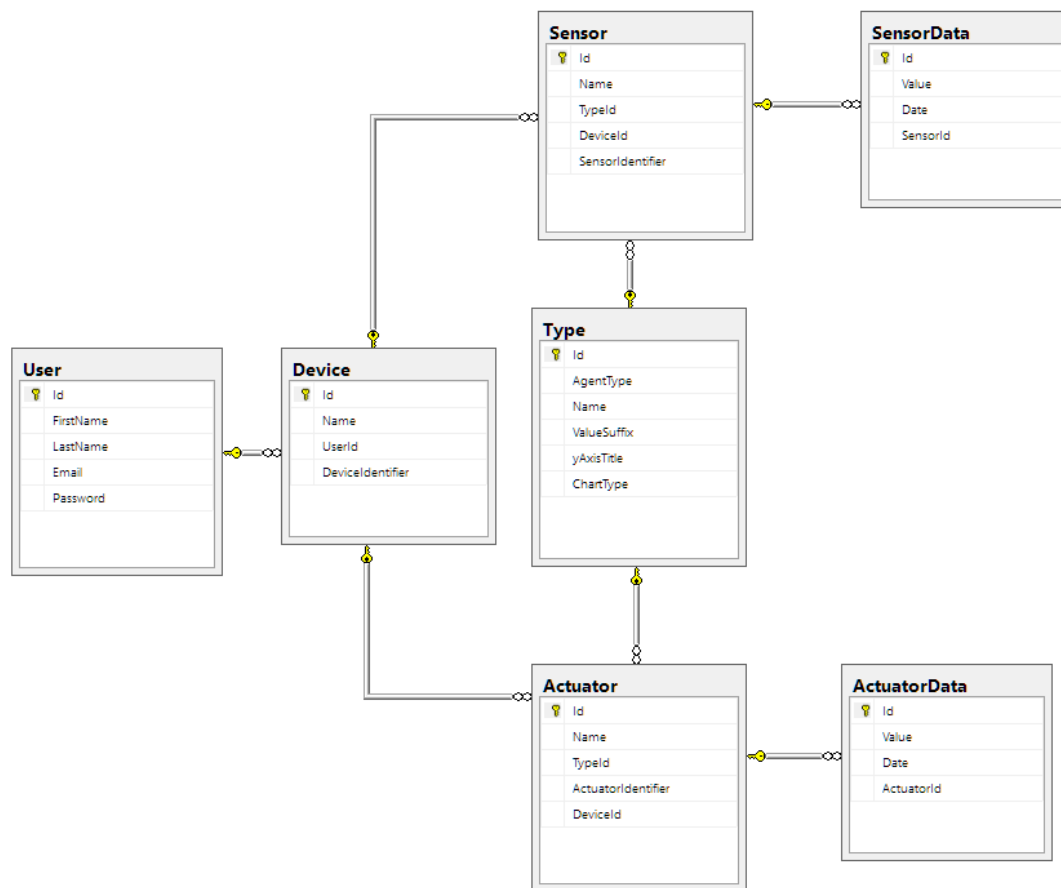 Sensor
Id
Name
TypeId
DeviceId
SensorIdentifier
SensorData
Id
Value
Date
SensorId
User
Id
FirstName
LastName
Email
Password
Device
Id
Name
UserId
DeviceIdentifier
Type
Id
AgentType
Name
ValueSuffix
yAxisTitle
ChartType
Actuator
Id
Name
TypeId
ActuatorIdentifier
DeviceId
ActuatorData
Id
Value
Date
ActuatorId